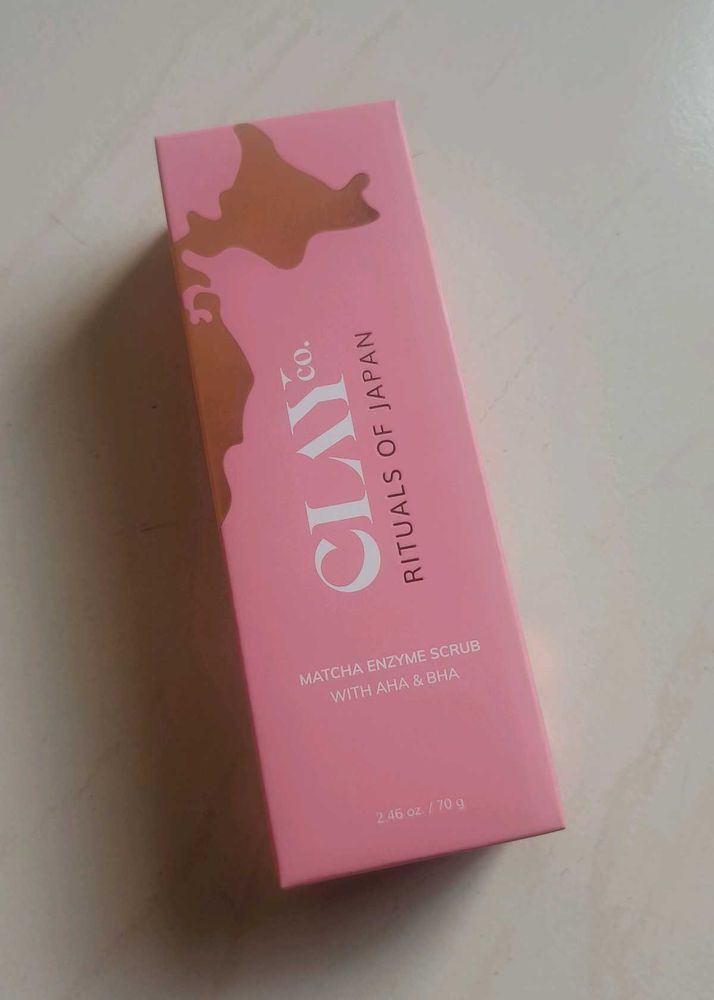 CLAY co.
RITUALS OF JAPAN
MATCHA ENZYME SCRUB
WITH AHA & BHA
2.46 oz. / 70 g